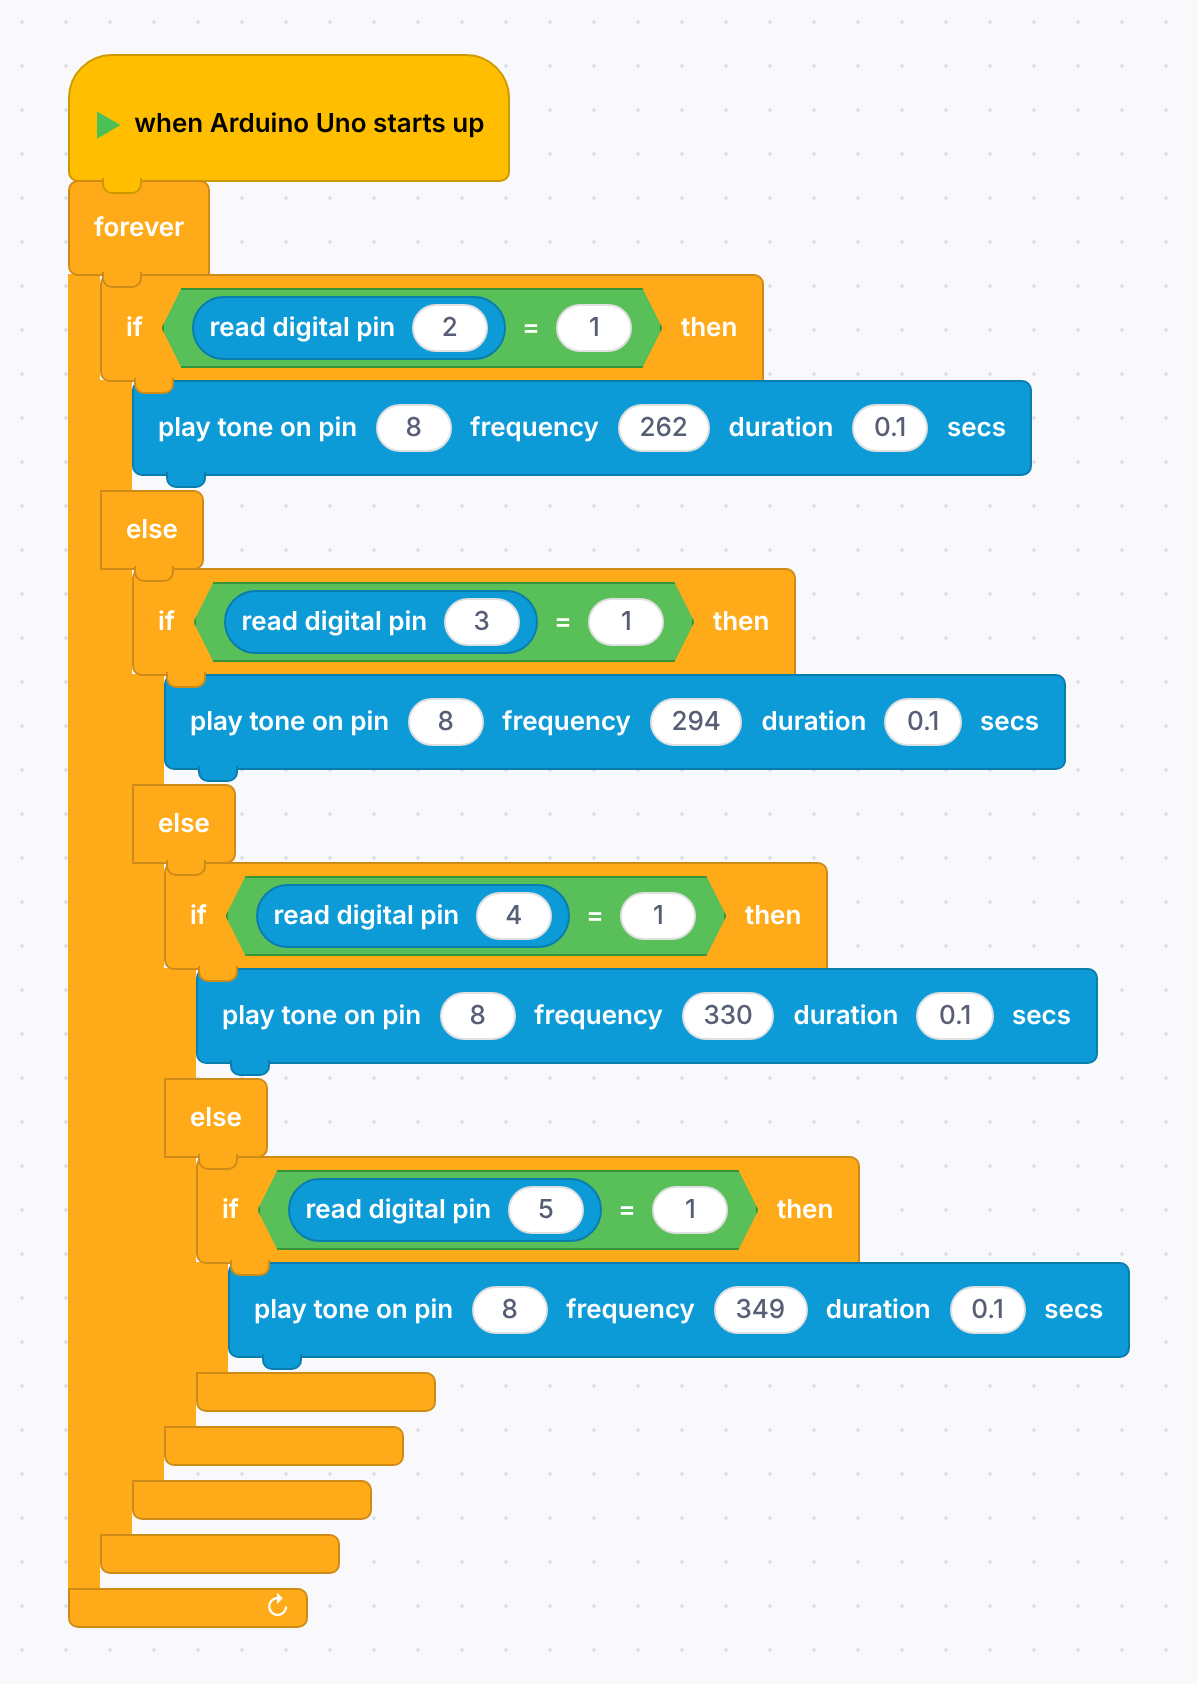 when Arduino Uno starts up
forever
if read digital pin 2 = 1 then
play tone on pin 8 frequency 262 duration 0.1 secs
else
if read digital pin 3 = 1 then
play tone on pin 8 frequency 294 duration 0.1 secs
else
if read digital pin 4 = 1 then
play tone on pin 8 frequency 330 duration 0.1 secs
else
if read digital pin 5 = 1 then
play tone on pin 8 frequency 349 duration 0.1 secs